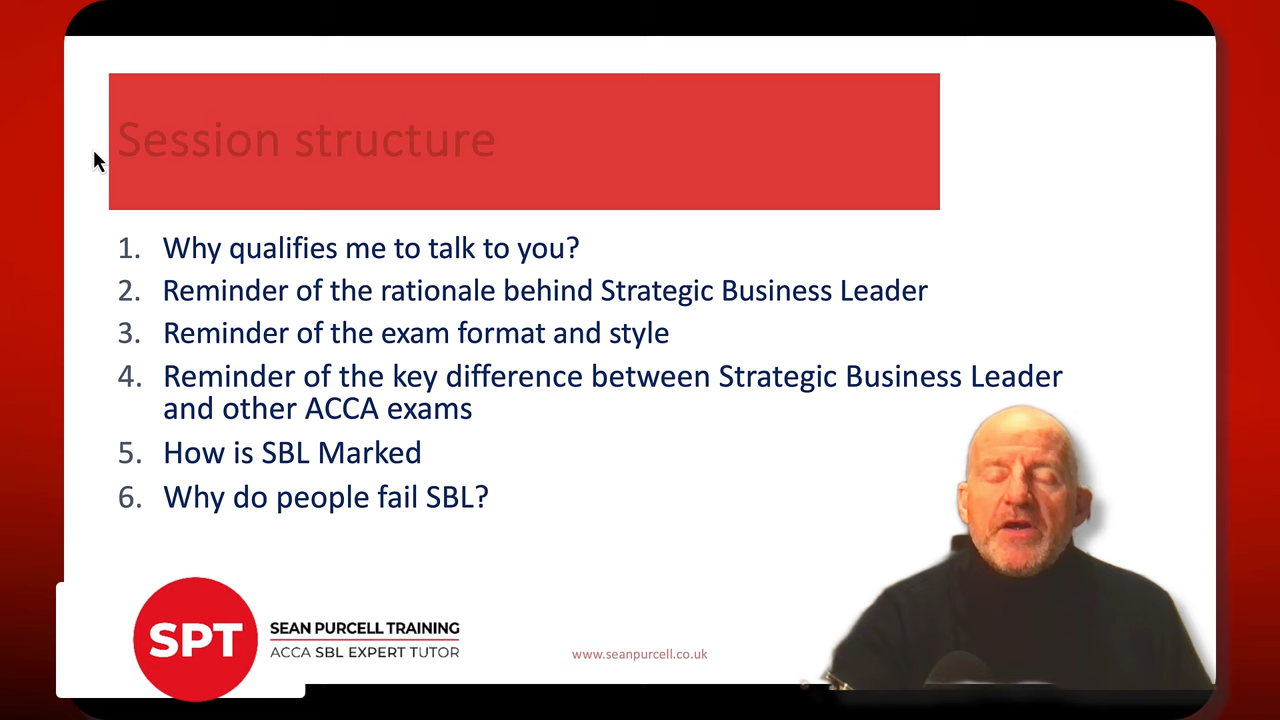 Session structure
1. Why qualifies me to talk to you?
2. Reminder of the rationale behind Strategic Business Leader
3. Reminder of the exam format and style
4. Reminder of the key difference between Strategic Business Leader
and other ACCA exams
5. How is SBL Marked
6. Why do people fail SBL?
SPT
SEAN PURCELL TRAINING
ACCA SBL EXPERT TUTOR
www.seanpurcell.co.uk